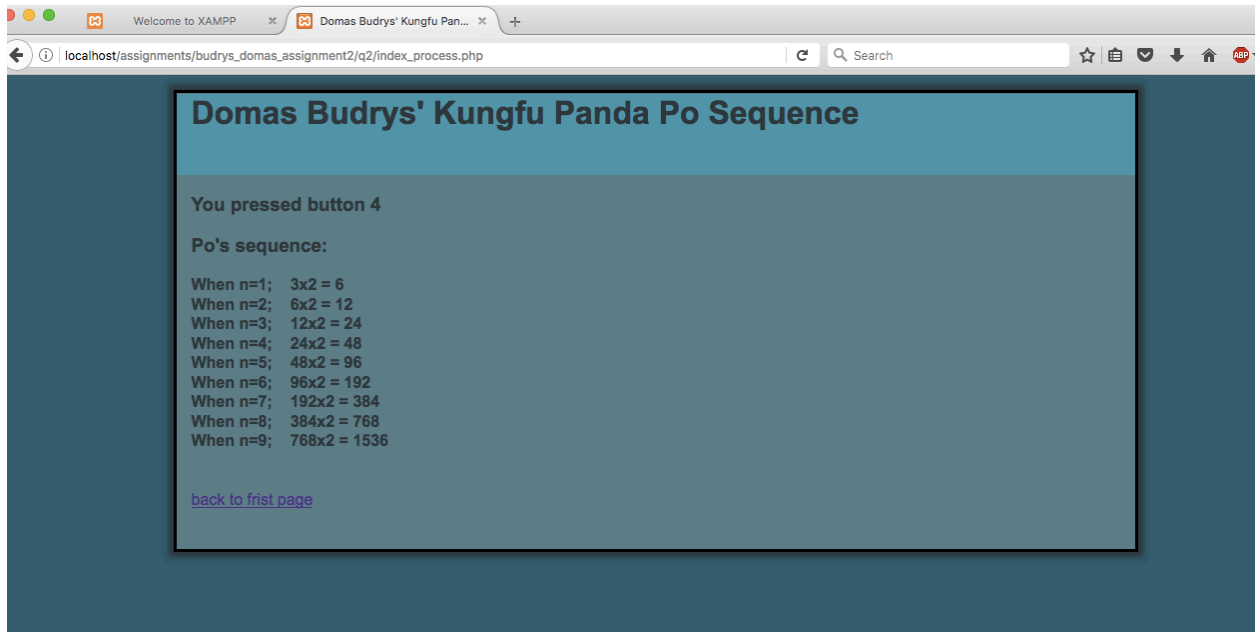 Welcome to XAMPP
Domas Budrys' Kungfu Pan...
localhost/assignments/budrys_domas_assignment2/q2/index_process.php
Search
ABP
Domas Budrys' Kungfu Panda Po Sequence
You pressed button 4
Po's sequence:
When n=1; 3x2 = 6
When n=2; 6x2 = 12
When n=3; 12x2 = 24
When n=4; 24x2 = 48
When n=5; 48x2 = 96
When n=6; 96x2 = 192
When n=7; 192x2 = 384
When n=8; 384x2 = 768
When n=9; 768x2 = 1536
back to frist page